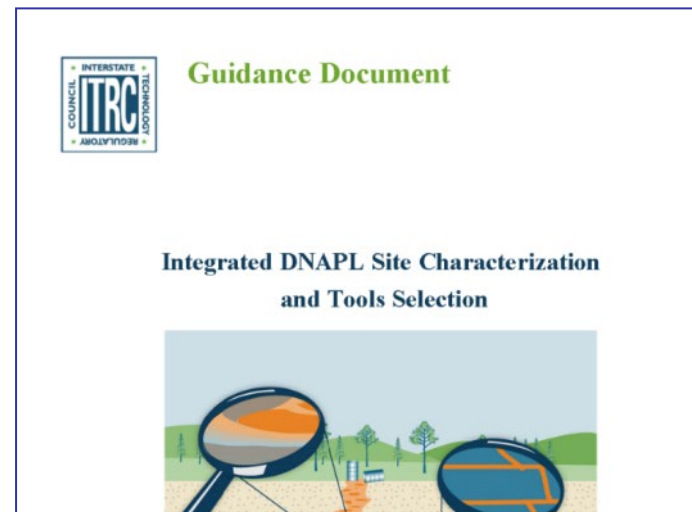 INTERSTATE
COUNCIL
ITRC
TECHNOLOGY
REGULATORY
Guidance Document
Integrated DNAPL Site Characterization
and Tools Selection